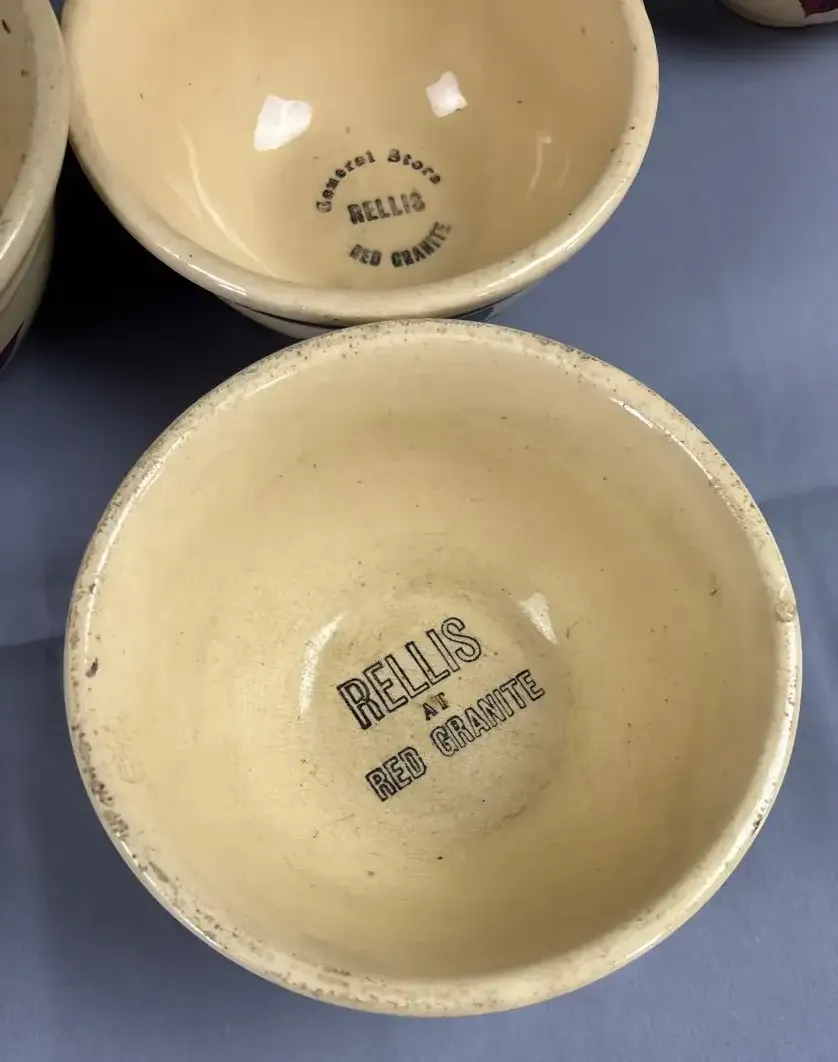 General Store
RELLIS
RED GRANITE
RELLIS
AT
RED GRANITE